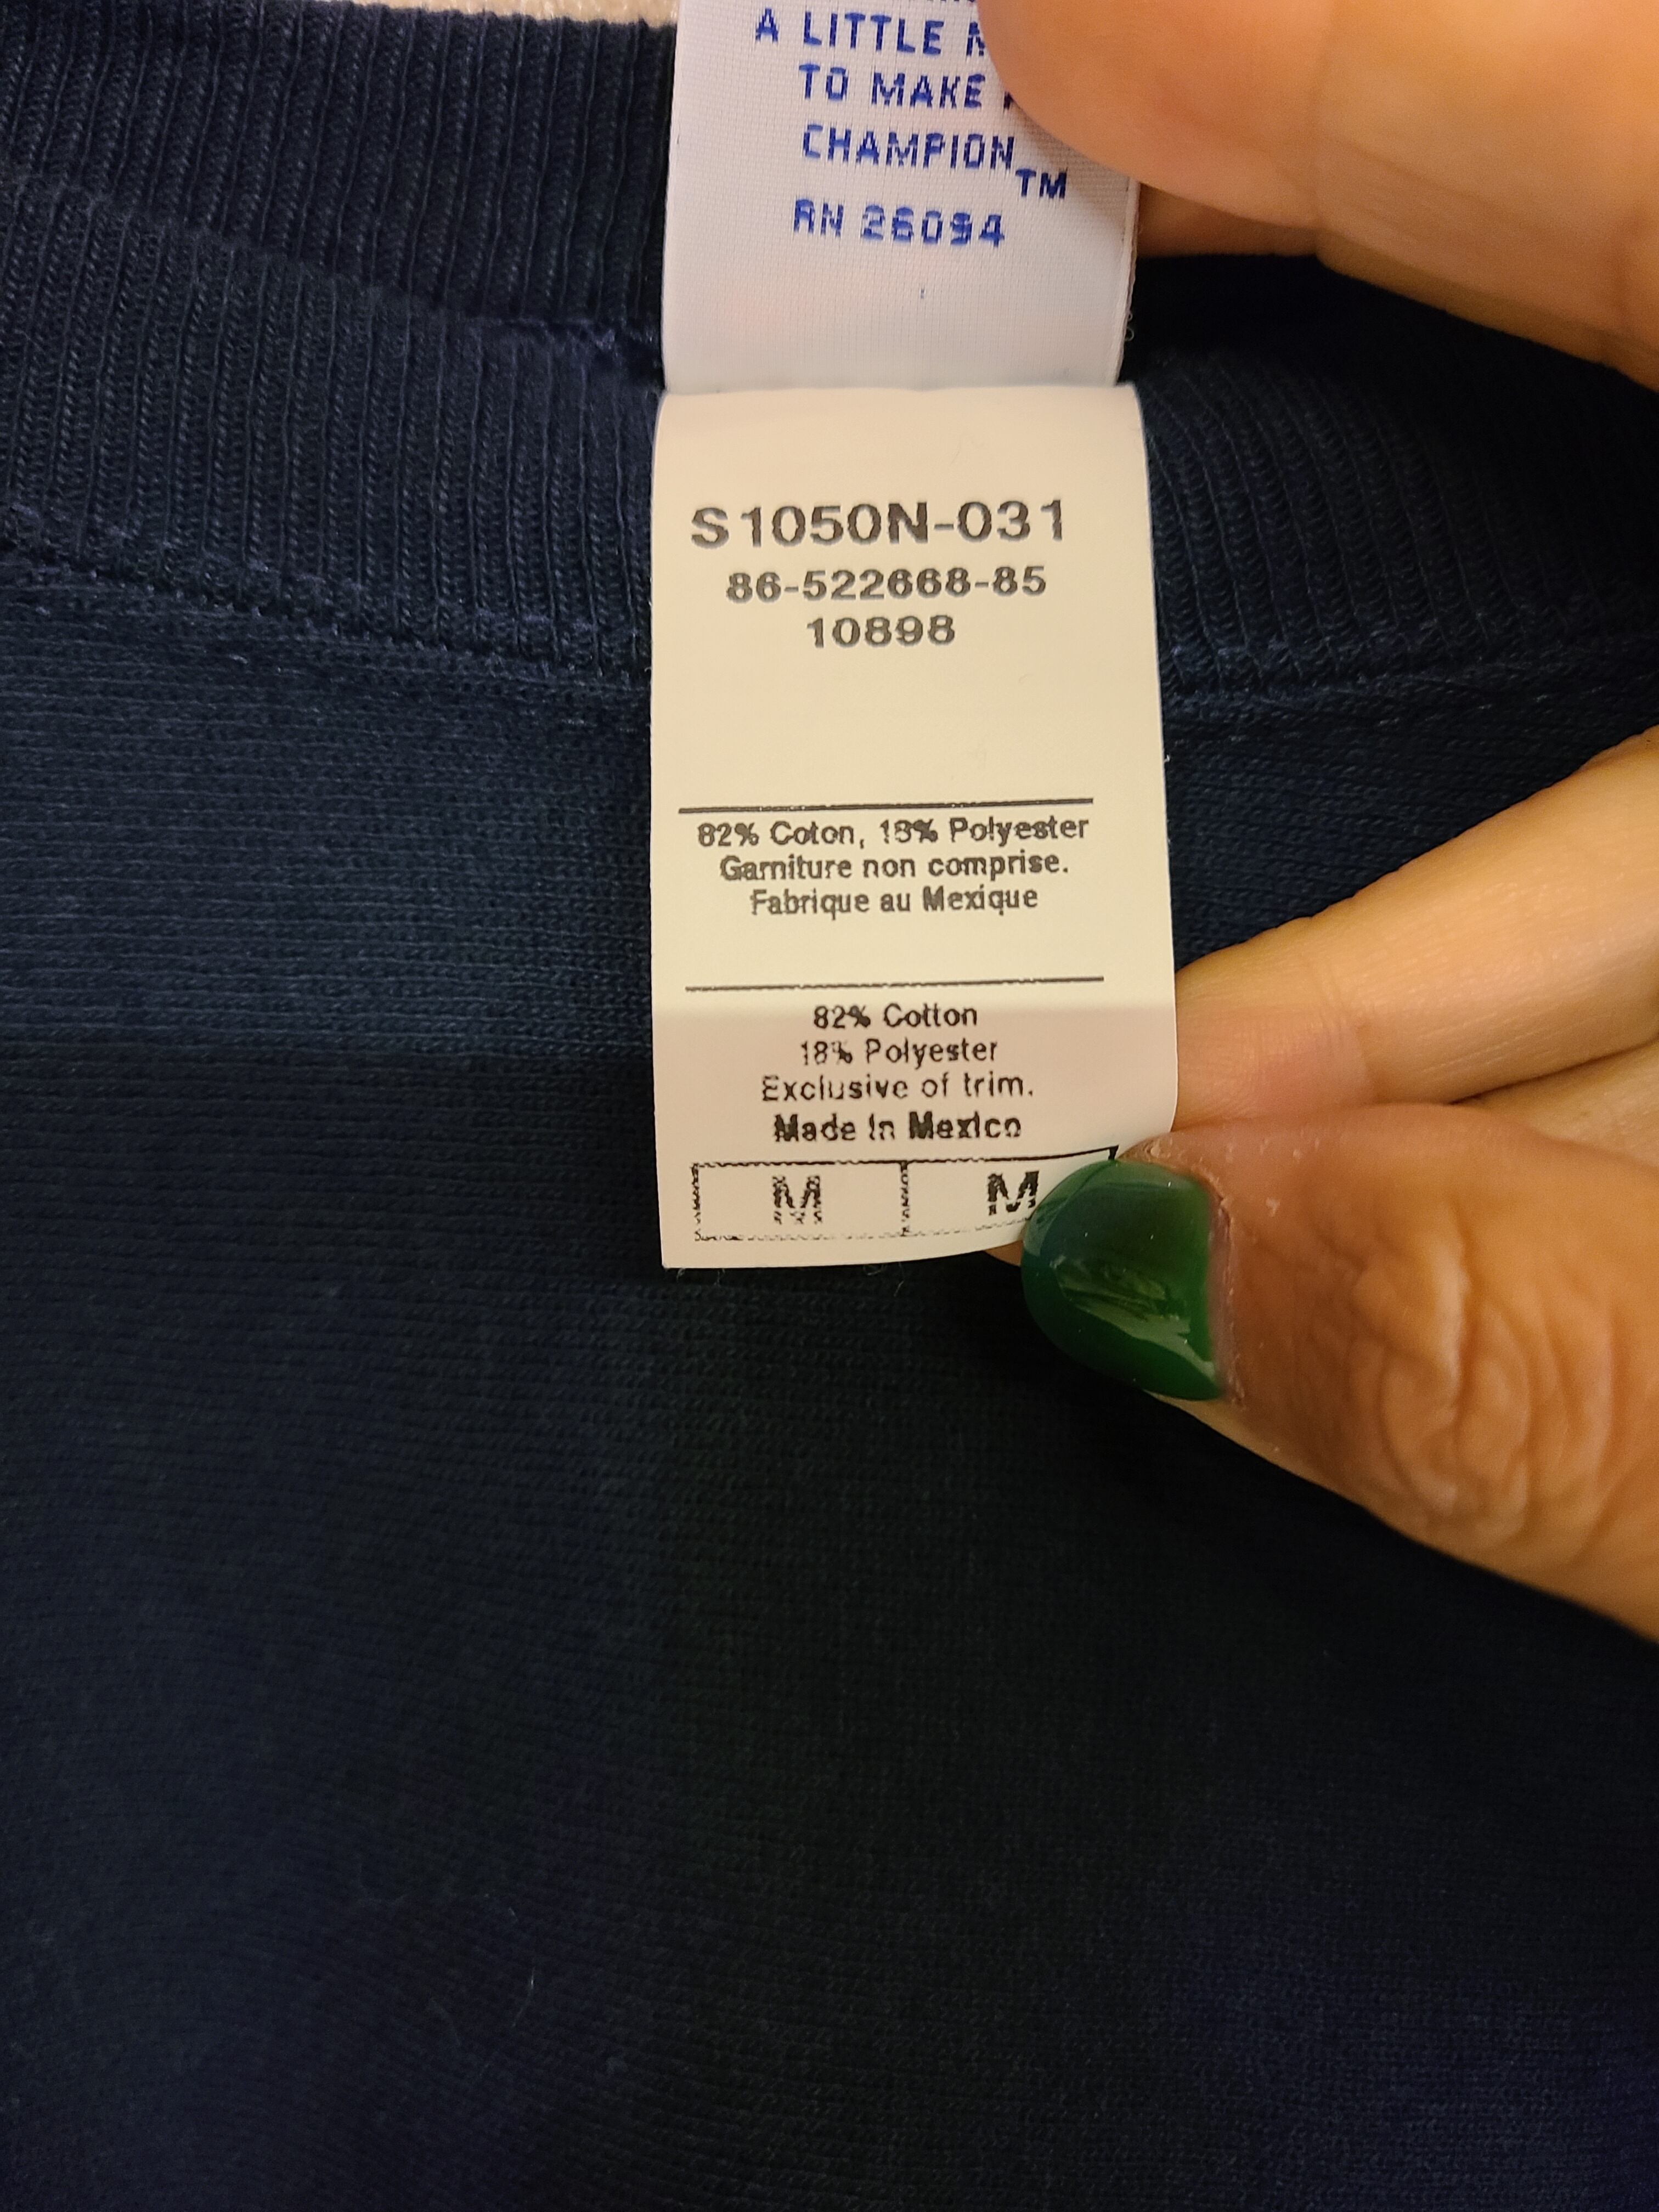 A LITTLE
TO MAKE
CHAMPION TM
RN 26094
S1050N-031
86-522668-85
10898
82% Coton, 18% Polyester
Garniture non comprise.
Fabrique au Mexique
82% Cotton
18% Polyester
Exclusive of trim.
Made In Mexico
M M